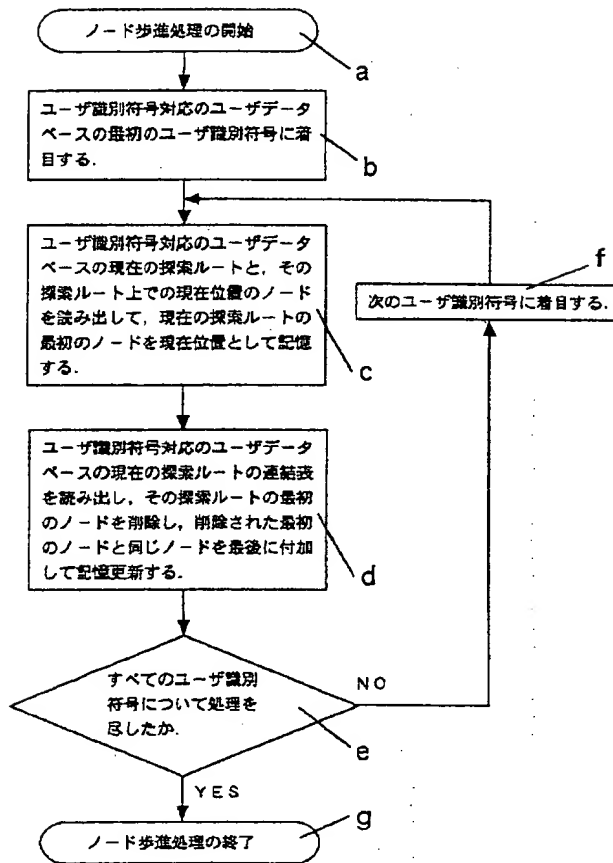 ノード歩進処理の開始
a
ユーザ識別符号対応のユーザデータ
ベースの最初のユーザ識別符号に着
目する.
b
ユーザ識別符号対応のユーザデータ
ベースの現在の探索ルートと,その
探索ルート上での現在位置のノード
を読み出して,現在の探索ルートの
最初のノードを現在位置として記憶
する.
c
f
次のユーザ識別符号に着目する.
ユーザ識別符号対応のユーザデータ
ベースの現在の探索ルートの連結表
を読み出し,その探索ルートの最初
のノードを削除し,削除された最初
のノードと同じノードを最後に付加
して記憶更新する.
d
すべてのユーザ識別
符号について処理を
尽したか.
NO
e
YES
g
ノード歩進処理の終了